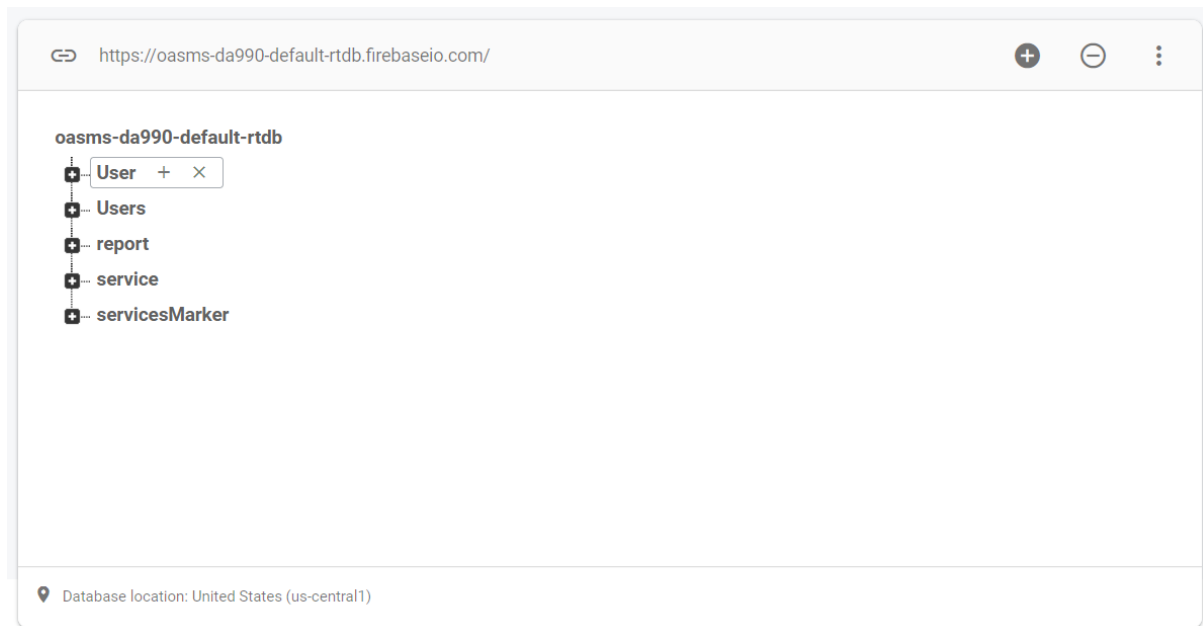 https://oasms-da990-default-rtdb.firebaseio.com/
oasms-da990-default-rtdb
User
Users
report
service
servicesMarker
Database location: United States (us-central1)